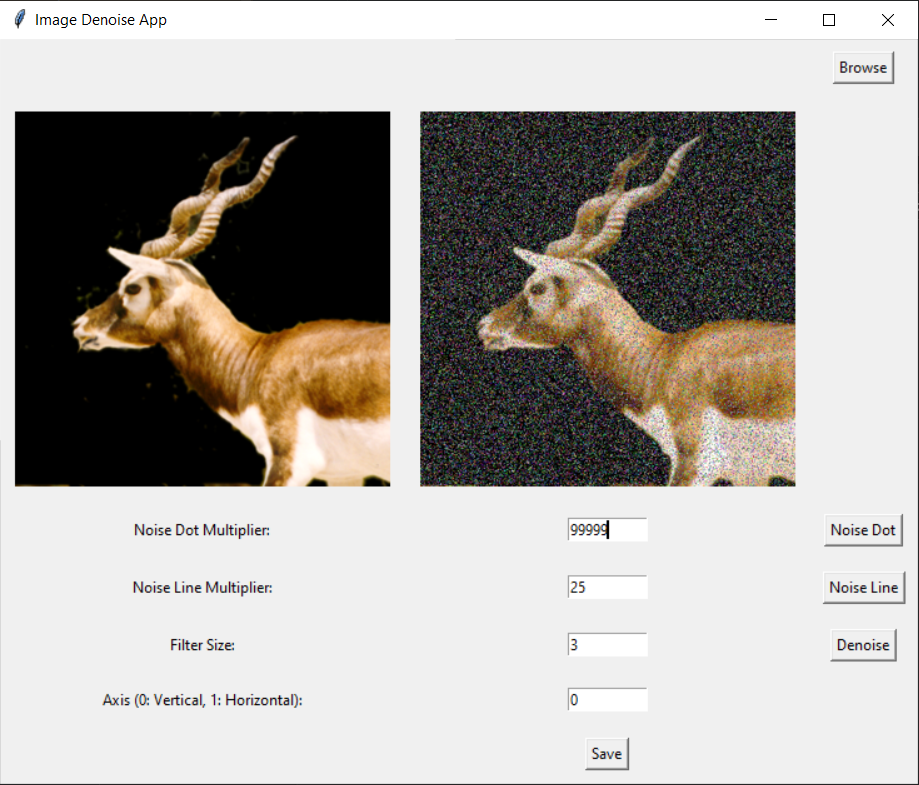 Image Denoise App
Browse
Noise Dot Multiplier: 99999 Noise Dot
Noise Line Multiplier: 25 Noise Line
Filter Size: 3 Denoise
Axis (0: Vertical, 1: Horizontal): 0
Save